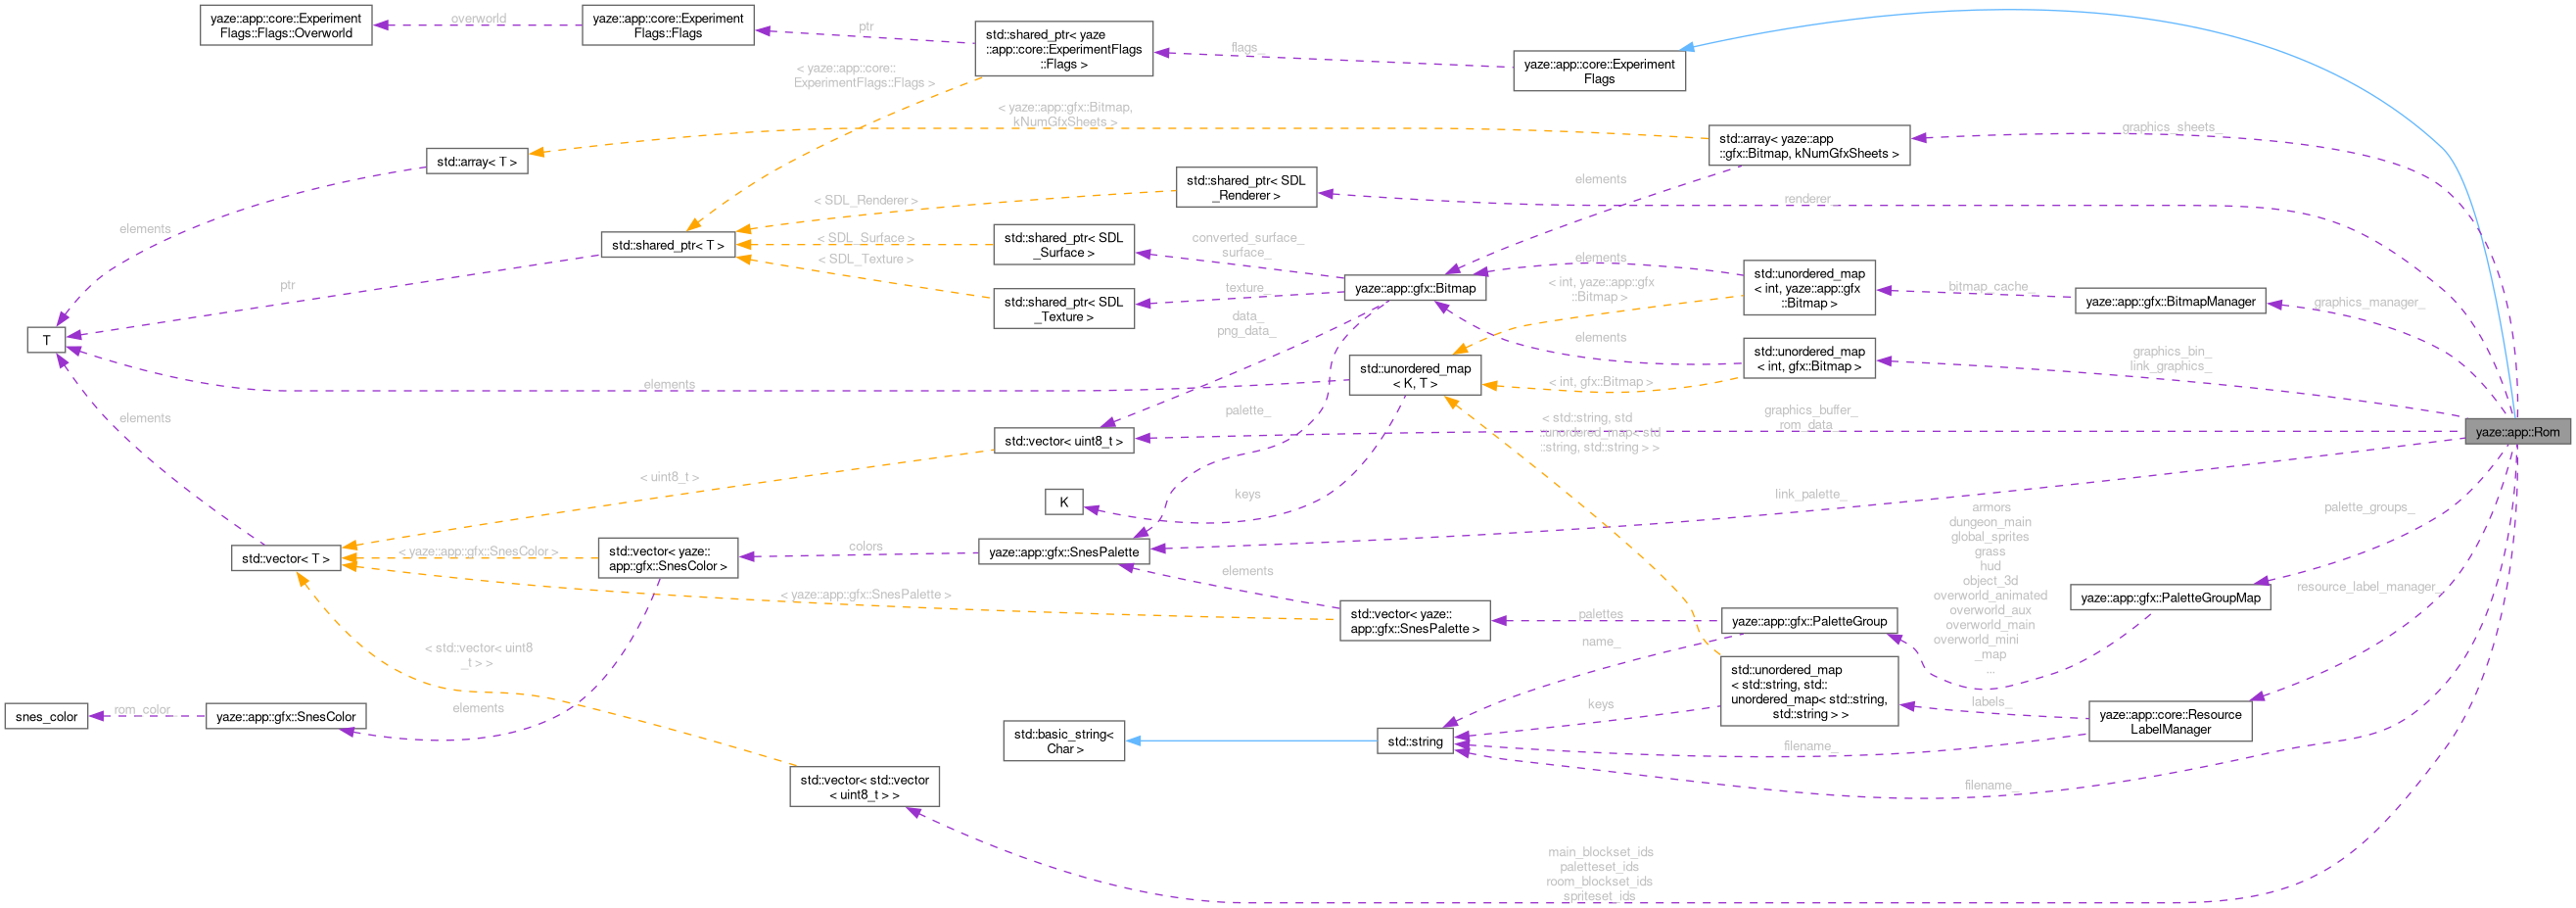 yaze::app::core::Experiment
Flags::Flags::Overworld
overworld
yaze::app::core::Experiment
Flags::Flags
ptr
std::shared_ptr< yaze
::app::core::ExperimentFlags
::Flags >
flags_
yaze::app::core::Experiment
Flags
< yaze::app::core::
ExperimentFlags::Flags >
< yaze::app::gfx::Bitmap,
kNumGfxSheets >
std::array< T >
std::array< yaze::app
::gfx::Bitmap, kNumGfxSheets >
graphics_sheets_
elements
std::shared_ptr< SDL
_Renderer >
renderer_
elements
< SDL_Renderer >
std::shared_ptr< T >
< SDL_Surface >
< SDL_Texture >
std::shared_ptr< SDL
_Surface >
converted_surface_
surface_
std::shared_ptr< SDL
_Texture >
texture_
yaze::app::gfx::Bitmap
elements
< int, yaze::app::gfx
::Bitmap >
std::unordered_map
< int, yaze::app::gfx
::Bitmap >
bitmap_cache_
yaze::app::gfx::BitmapManager
graphics_manager_
ptr
data_
png_data_
T
elements
std::unordered_map
< int, gfx::Bitmap >
graphics_bin_
link_graphics_
elements
std::unordered_map
< K, T >
< int, gfx::Bitmap >
elements
palette_
std::vector< uint8_t >
< std::string, std
::unordered_map< std
::string, std::string > >
graphics_buffer_
rom_data_
yaze::app::Rom
< uint8_t >
K
keys
link_palette_
palette_groups_
std::vector< T >
< yaze::app::gfx::SnesColor >
std::vector< yaze::
app::gfx::SnesColor >
colors
yaze::app::gfx::SnesPalette
elements
< yaze::app::gfx::SnesPalette >
std::vector< yaze::
app::gfx::SnesPalette >
palettes
name_
yaze::app::gfx::PaletteGroup
armors
dungeon_main
global_sprites
grass
hud
object_3d
overworld_animated
overworld_aux
overworld_main
overworld_mini
_map
...
yaze::app::gfx::PaletteGroupMap
resource_label_manager_
< std::vector< uint8
_t > >
snes_color
rom_color_
yaze::app::gfx::SnesColor
elements
std::basic_string<
Char >
std::string
keys
std::unordered_map
< std::string, std::
unordered_map< std::string,
std::string > >
labels_
yaze::app::core::Resource
LabelManager
filename_
filename_
std::vector< std::vector
< uint8_t > >
main_blockset_ids
paletteset_ids
room_blockset_ids
spriteset_ids